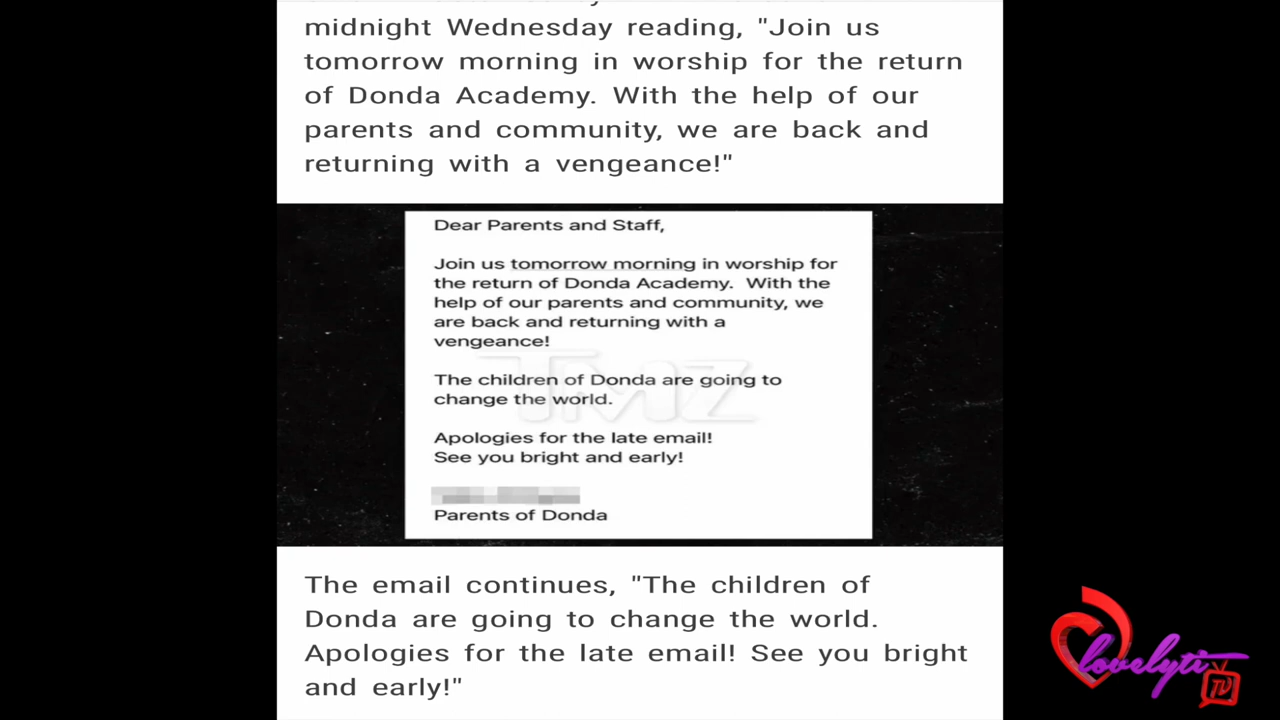 midnight Wednesday reading, "Join us
tomorrow morning in worship for the return
of Donda Academy. With the help of our
parents and community, we are back and
returning with a vengeance!"
Dear Parents and Staff,
Join us tomorrow morning in worship for
the return of Donda Academy.  With the
help of our parents and community, we
are back and returning with a
vengeance!
TMZ
The children of Donda are going to
change the world.
Apologies for the late email!
See you bright and early!
Parents of Donda
The email continues, "The children of
Donda are going to change the world.
Apologies for the late email! See you bright
and early!"
lovelyti
TV